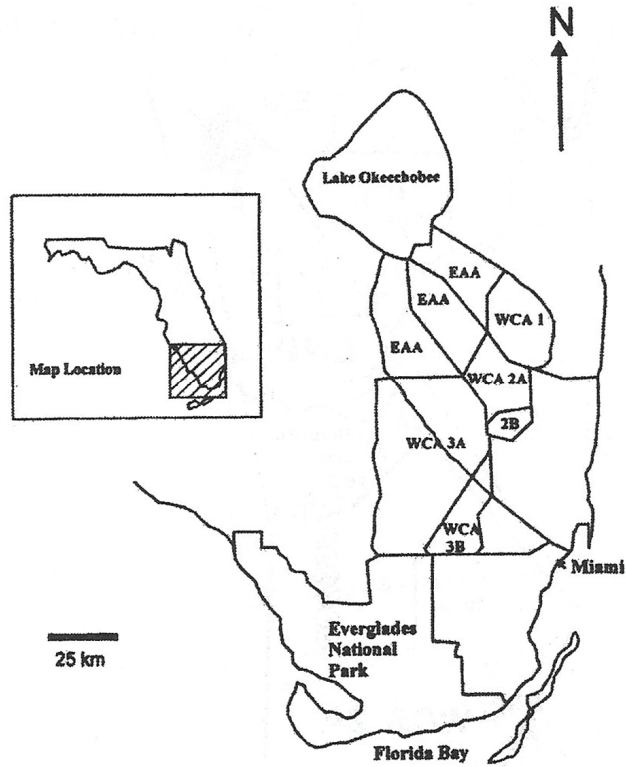 N
Lake Okeechobee
EAA
EAA
WCA 1
EAA
Map Location
WCA 2A
2B
WCA 3A
WCA
3B
Miami
Everglades
National
Park
25 km
Florida Bay